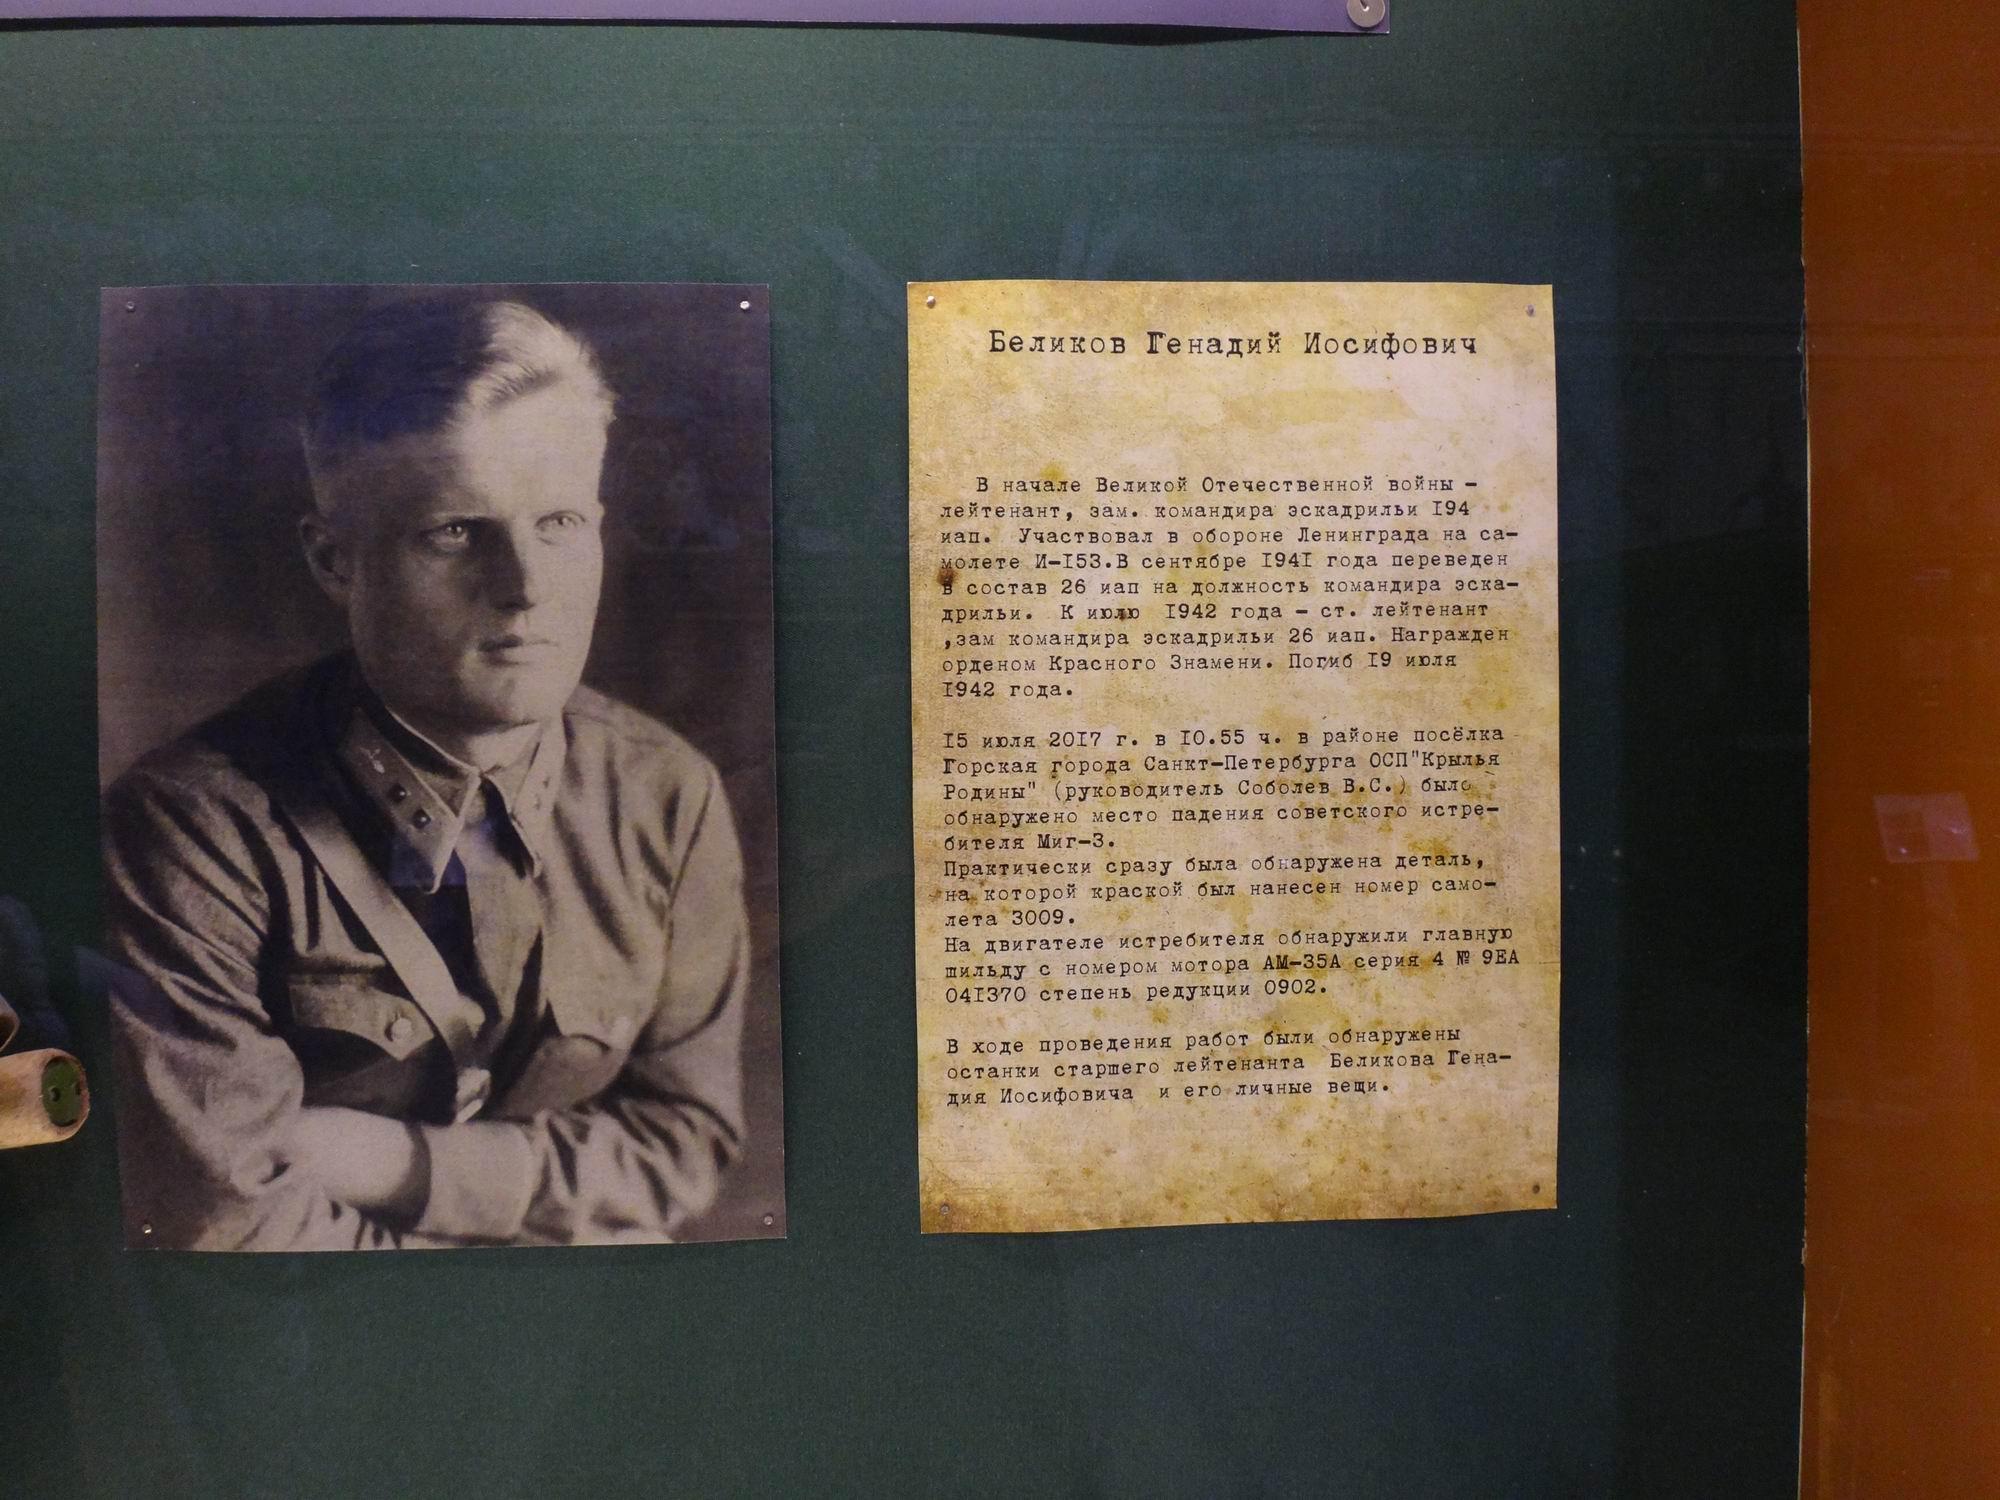 Беликов Генадий Иосифович
В начале Великой Отечественной войны -
лейтенант, зам. командира эскадрильи I94
иап. Участвовал в обороне Ленинграда на са-
молете И-I53.В сентябре I94I года переведен
в состав 26 иап на должность командира эска-
дрильи. К июлю I942 года - ст. лейтенант
,зам командира эскадрильи 26 иап. Награжден
орденом Красного Знамени. Погиб I9 июля
I942 года.
I5 июля 20I7 г. в I0.55 ч. в районе посёлка
Горская города Санкт-Петербурга ОСП"Крылья
Родины" (руководитель Соболев В.С.) было
обнаружено место падения советского истре-
бителя Миг-3.
Практически сразу была обнаружена деталь,
на которой краской был нанесен номер само-
лета 3009.
На двигателе истребителя обнаружили главную
шильду с номером мотора АМ-35А серия 4 № 9ЕА
04I370 степень редукции 0902.
В ходе проведения работ были обнаружены
останки старшего лейтенанта Беликова Гена-
дия Иосифовича и его личные вещи.